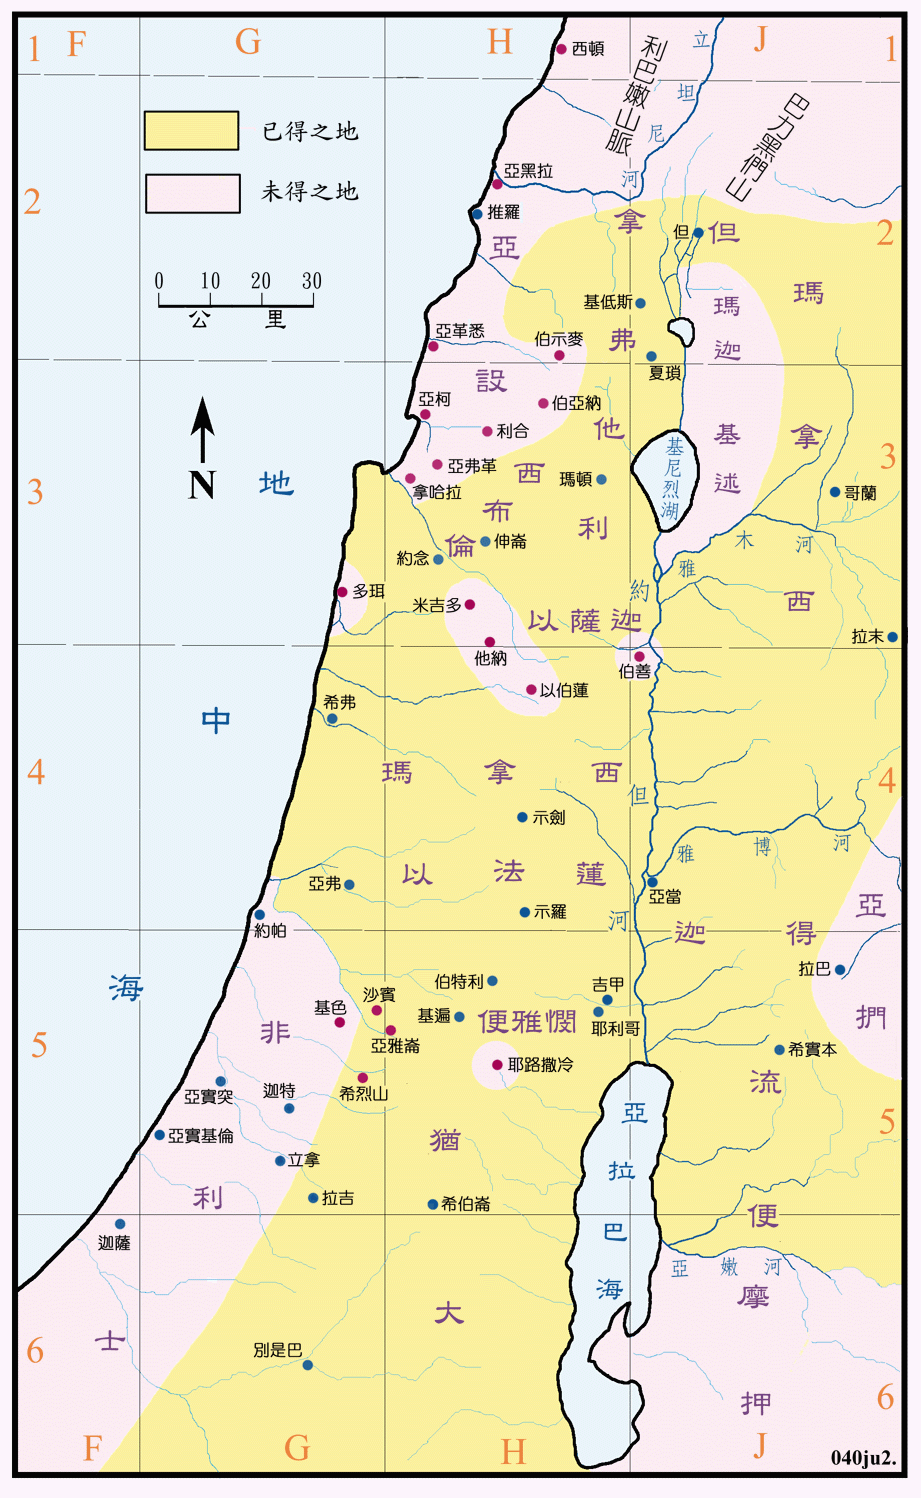 F G H J
1 1
西頓
利巴嫩山脈
立坦尼河
巴力黑們山
已得之地
未得之地
亞黑拉
2 2
推羅
亞
拿
但
但
0 10 20 30
公 里
基低斯
瑪
瑪
亞革悉
伯示麥
弗
迦
夏瑣
設
亞柯
伯亞納
利合
他
基
拿
基尼烈湖
亞弗革
西
瑪頓
述
3 3
N
地
拿哈拉
哥蘭
布
利
伸崙
倫
約念
雅 木 河
約
多珥
米吉多
以薩迦
西
拉末
他納
伯善
以伯蓮
希弗
中
4 4
瑪 拿 西
但
示劍
雅 博 河
以 法 蓮
亞弗
亞當
示羅
河
約帕
亞
迦 得
拉巴
海
伯特利
吉甲
沙賓
基色
基遍
便雅憫
耶利哥
亞雅崙
非
捫
5
耶路撒冷
希實本
希烈山
流
亞實突
迦特
亞拉巴海
5
亞實基倫
猶
立拿
拉吉
利
希伯崙
便
迦薩
亞 嫩 河
摩
大
士
6
別是巴
6
押
F G H J
040ju2.